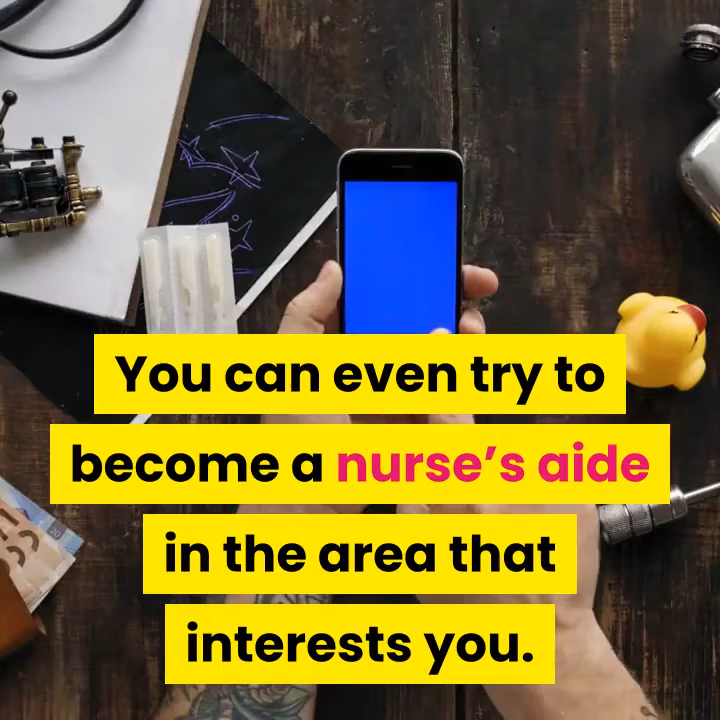 You can even try to
become a nurse’s aide
in the area that
interests you.